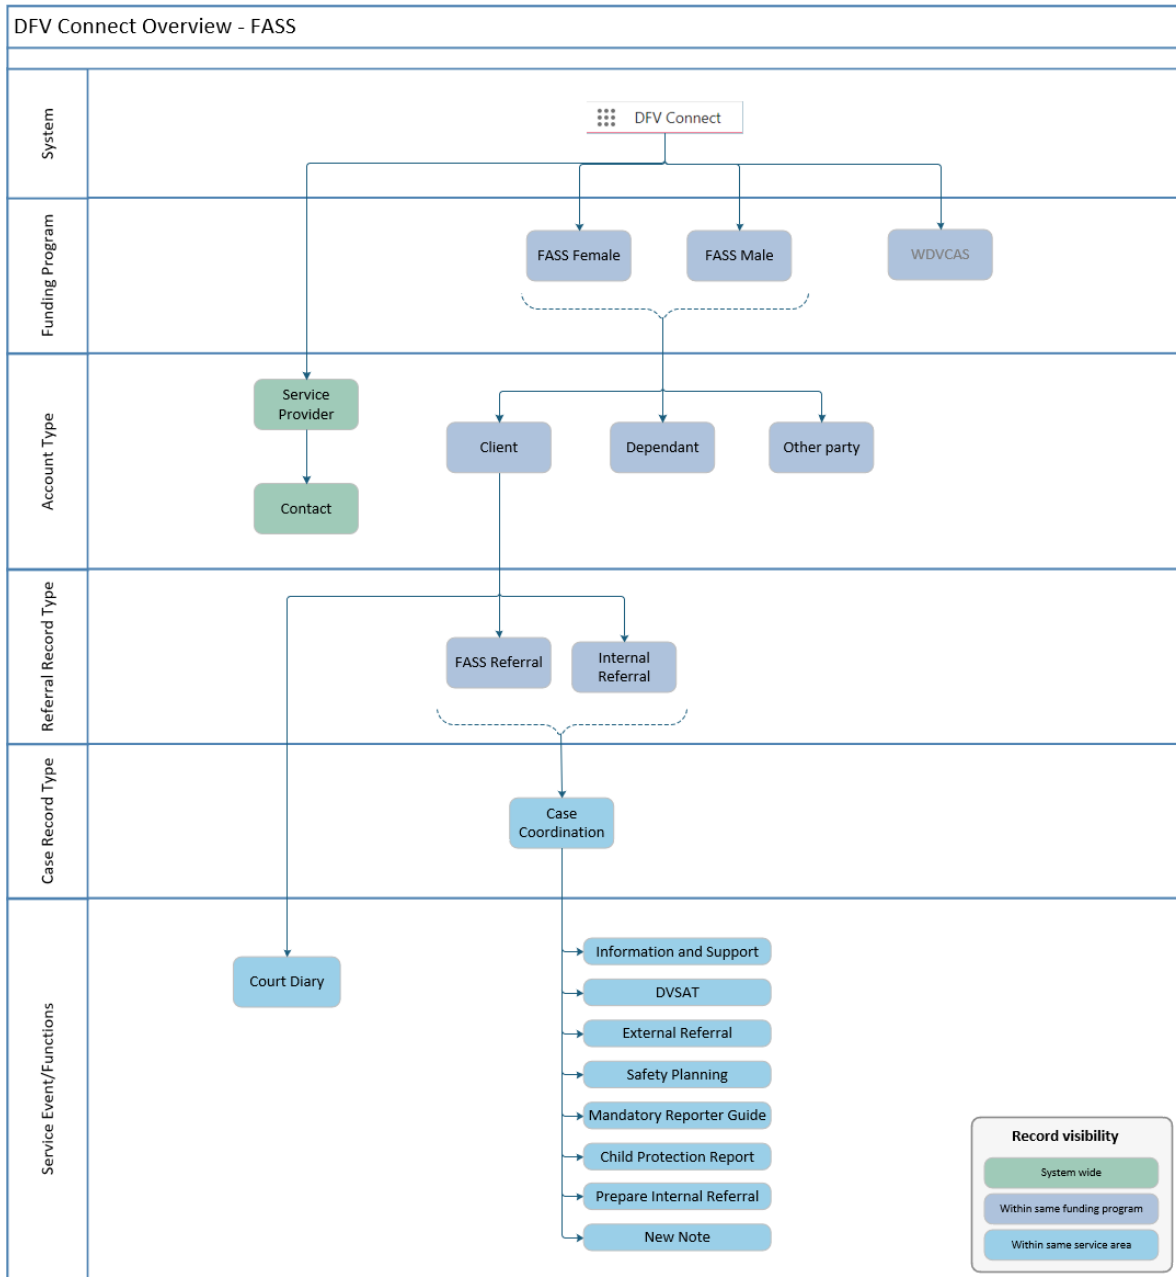 DFV Connect Overview - FASS
System
DFV Connect
Funding Program
FASS Female
FASS Male
WDVCAS
Account Type
Service
Provider
Client
Dependant
Other party
Contact
Referral Record Type
FASS Referral
Internal
Referral
Case Record Type
Case
Coordination
Service Event/Functions
Court Diary
Information and Support
DVSAT
External Referral
Safety Planning
Mandatory Reporter Guide
Child Protection Report
Prepare Internal Referral
New Note
Record visibility
System wide
Within same funding program
Within same service area